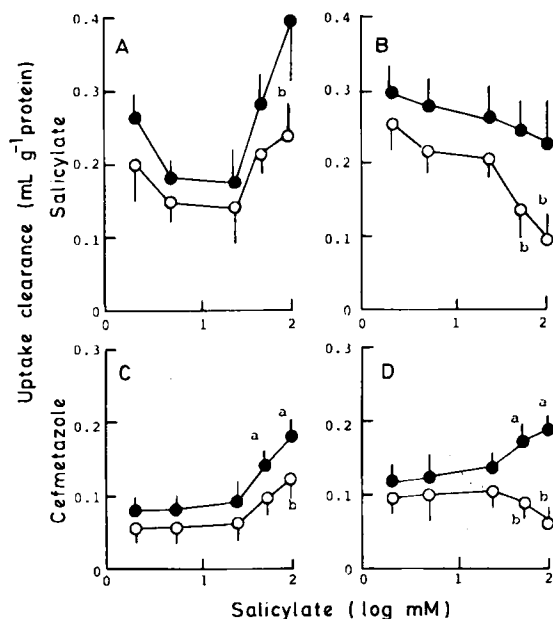 Uptake clearance (mL g⁻¹ protein)
Salicylate
Cefmetazole
A
0.4
0.3
0.2
0.1
0
b
0 1 2
B
0.4
0.3
0.2
0.1
0
b
b
0 1 2
C
0.3
0.2
0.1
0
a
a
b
0 1 2
D
0.3
0.2
0.1
0
a
a
b
b
0 1 2
Salicylate (log mM)